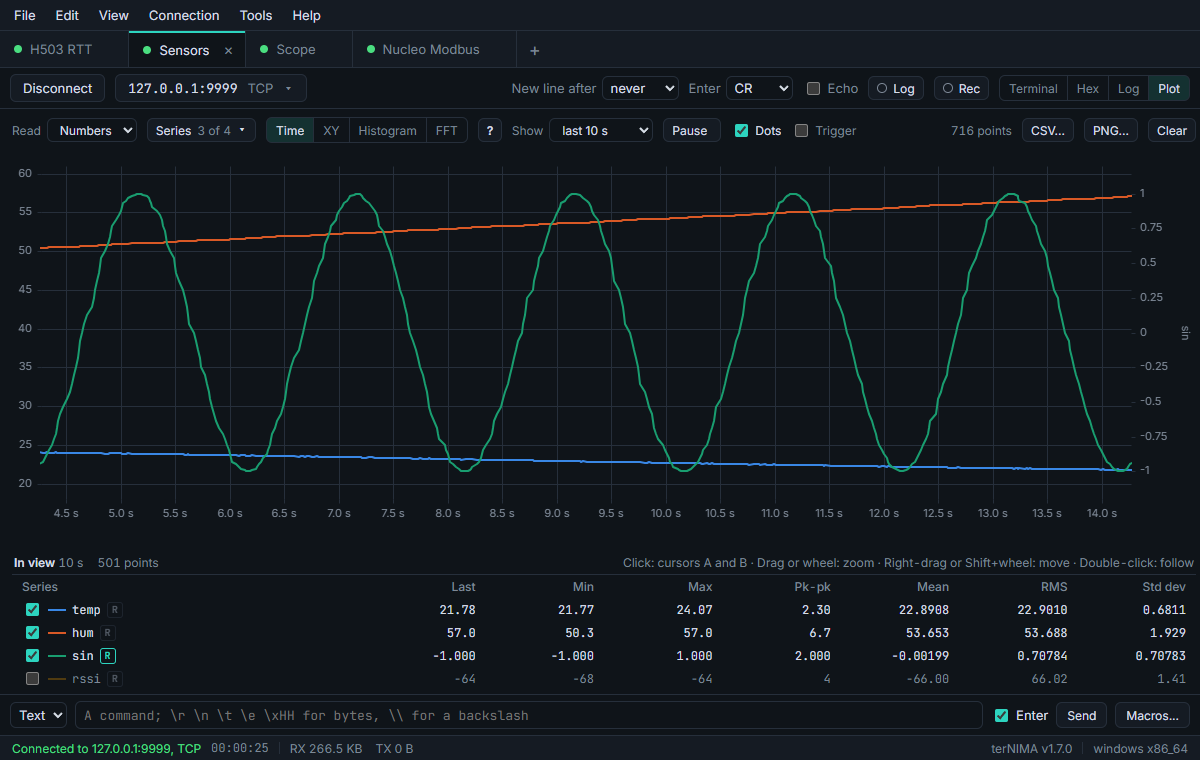 File Edit View Connection Tools Help
H503 RTT Sensors × Scope Nucleo Modbus +
Disconnect 127.0.0.1:9999 TCP New line after never Enter CR Echo Log Rec Terminal Hex Log Plot
Read Numbers Series 3 of 4 Time XY Histogram FFT ? Show last 10 s Pause Dots Trigger 716 points CSV... PNG... Clear
60
55
50
45
40
35
30
25
20
1
0.75
0.5
0.25
0
-0.25
-0.5
-0.75
-1
sin
4.5 s 5.0 s 5.5 s 6.0 s 6.5 s 7.0 s 7.5 s 8.0 s 8.5 s 9.0 s 9.5 s 10.0 s 10.5 s 11.0 s 11.5 s 12.0 s 12.5 s 13.0 s 13.5 s 14.0 s
In view 10 s 501 points Click: cursors A and B · Drag or wheel: zoom · Right-drag or Shift+wheel: move · Double-click: follow
Series Last Min Max Pk-pk Mean RMS Std dev
temp R 21.78 21.77 24.07 2.30 22.8908 22.9010 0.6811
hum R 57.0 50.3 57.0 6.7 53.653 53.688 1.929
sin R -1.000 -1.000 1.000 2.000 -0.00199 0.70784 0.70783
rssi R -64 -68 -64 4 -66.00 66.02 1.41
Text A command; \r \n \t \e \xHH for bytes, \\ for a backslash Enter Send Macros...
Connected to 127.0.0.1:9999, TCP 00:00:25 RX 266.5 KB TX 0 B terNIMA v1.7.0 windows x86_64